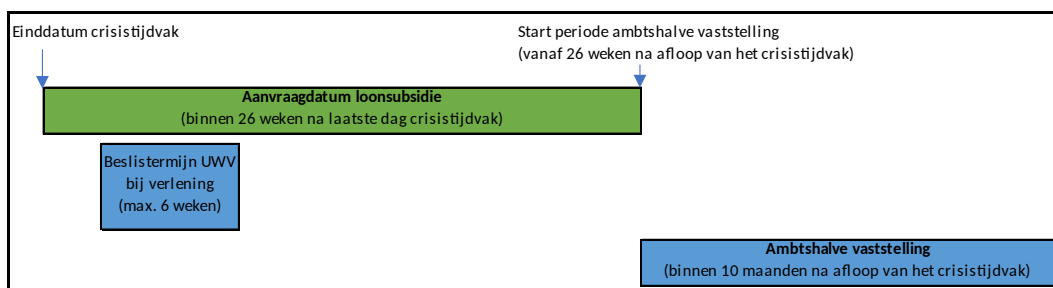 Einddatum crisistijdvak
Start periode ambtshalve vaststelling
(vanaf 26 weken na afloop van het crisistijdvak)
Aanvraagdatum loonsubsidie
(binnen 26 weken na laatste dag crisistijdvak)
Beslistermijn UWV
bij verlening
(max. 6 weken)
Ambtshalve vaststelling
(binnen 10 maanden na afloop van het crisistijdvak)